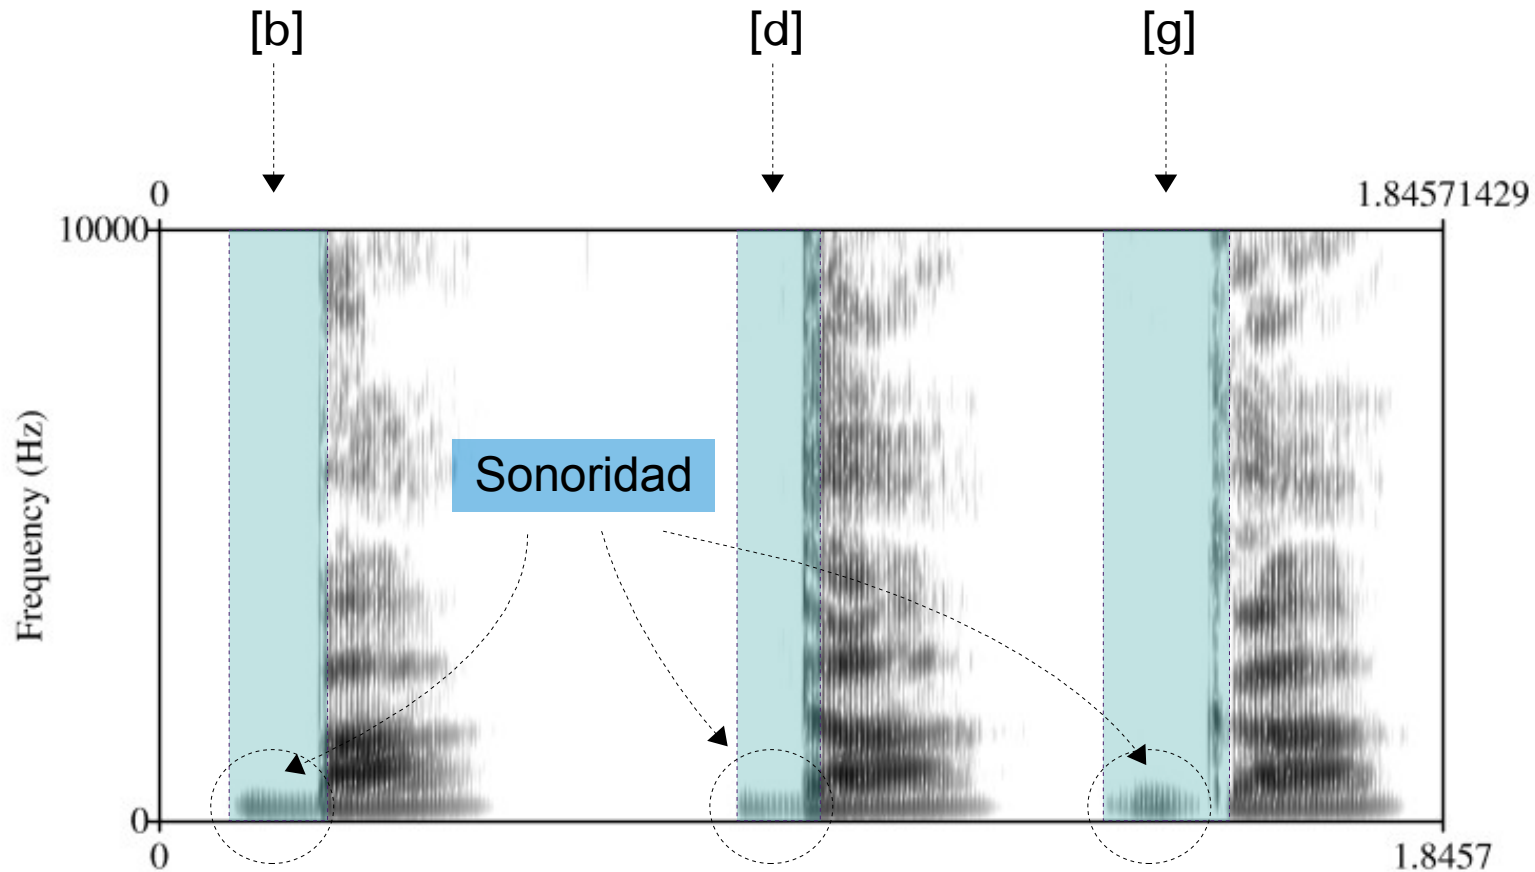 [b] [d] [g]
0 1.84571429
10000
Sonoridad
Frequency (Hz)
0
0 1.8457